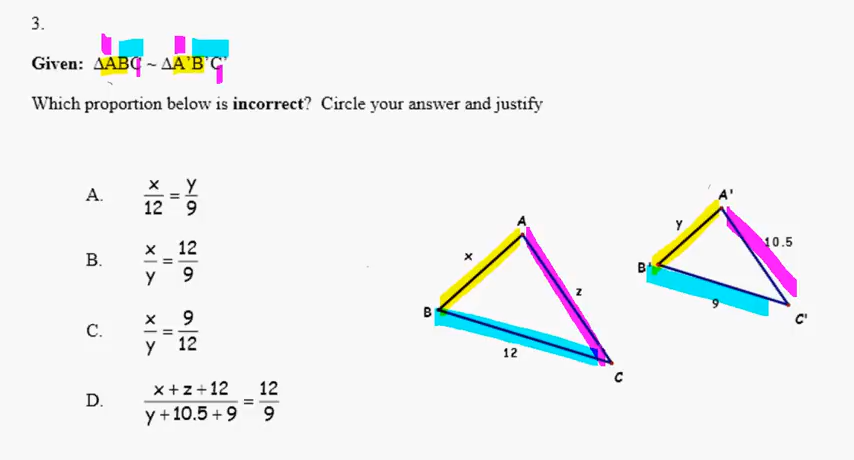 3.
Given: ΔABC ~ ΔA'B'C'
Which proportion below is incorrect? Circle your answer and justify
A. x/12 = y/9
B. x/y = 12/9
C. x/y = 9/12
D. (x+z+12)/(y+10.5+9) = 12/9
A
x
z
B
12
C
A'
y
10.5
B'
9
C'